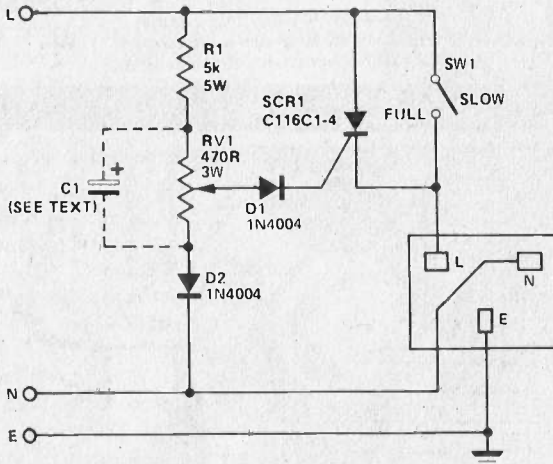 L
R1
5k
5W
SCR1
C116C1-4
SW1
SLOW
FULL
RV1
470R
3W
+
C1
(SEE TEXT)
D1
1N4004
D2
1N4004
L
N
E
N
E